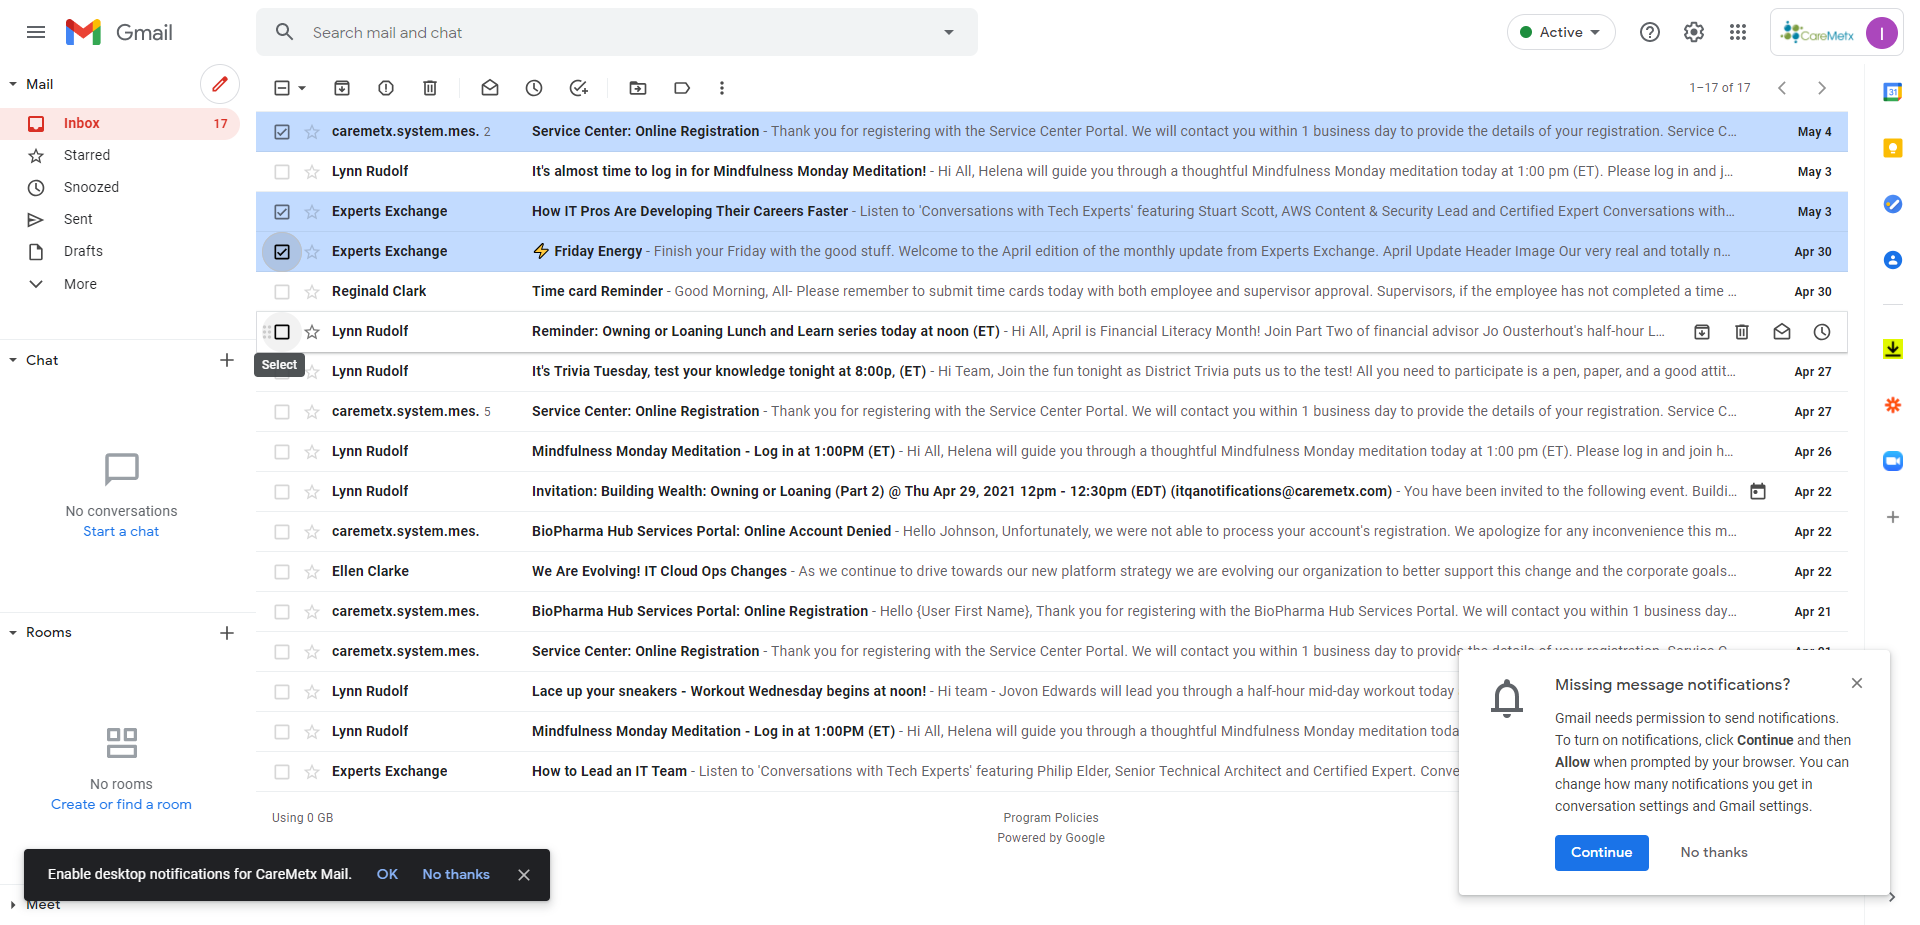 Gmail
Search mail and chat
Active
CareMetx
I
Mail
Inbox 17
Starred
Snoozed
Sent
Drafts
More
Chat
No conversations
Start a chat
Rooms
No rooms
Create or find a room
Meet
1–17 of 17
caremetx.system.mes. 2 Service Center: Online Registration - Thank you for registering with the Service Center Portal. We will contact you within 1 business day to provide the details of your registration. Service C... May 4
Lynn Rudolf It's almost time to log in for Mindfulness Monday Meditation! - Hi All, Helena will guide you through a thoughtful Mindfulness Monday meditation today at 1:00 pm (ET). Please log in and j... May 3
Experts Exchange How IT Pros Are Developing Their Careers Faster - Listen to 'Conversations with Tech Experts' featuring Stuart Scott, AWS Content & Security Lead and Certified Expert Conversations with... May 3
Experts Exchange ⚡ Friday Energy - Finish your Friday with the good stuff. Welcome to the April edition of the monthly update from Experts Exchange. April Update Header Image Our very real and totally n... Apr 30
Reginald Clark Time card Reminder - Good Morning, All- Please remember to submit time cards today with both employee and supervisor approval. Supervisors, if the employee has not completed a time ... Apr 30
Lynn Rudolf Reminder: Owning or Loaning Lunch and Learn series today at noon (ET) - Hi All, April is Financial Literacy Month! Join Part Two of financial advisor Jo Ousterhout's half-hour L...
Select
Lynn Rudolf It's Trivia Tuesday, test your knowledge tonight at 8:00p, (ET) - Hi Team, Join the fun tonight as District Trivia puts us to the test! All you need to participate is a pen, paper, and a good attit... Apr 27
caremetx.system.mes. 5 Service Center: Online Registration - Thank you for registering with the Service Center Portal. We will contact you within 1 business day to provide the details of your registration. Service C... Apr 27
Lynn Rudolf Mindfulness Monday Meditation - Log in at 1:00PM (ET) - Hi All, Helena will guide you through a thoughtful Mindfulness Monday meditation today at 1:00 pm (ET). Please log in and join h... Apr 26
Lynn Rudolf Invitation: Building Wealth: Owning or Loaning (Part 2) @ Thu Apr 29, 2021 12pm - 12:30pm (EDT) (itqanotifications@caremetx.com) - You have been invited to the following event. Buildi... Apr 22
caremetx.system.mes. BioPharma Hub Services Portal: Online Account Denied - Hello Johnson, Unfortunately, we were not able to process your account's registration. We apologize for any inconvenience this m... Apr 22
Ellen Clarke We Are Evolving! IT Cloud Ops Changes - As we continue to drive towards our new platform strategy we are evolving our organization to better support this change and the corporate goals... Apr 22
caremetx.system.mes. BioPharma Hub Services Portal: Online Registration - Hello {User First Name}, Thank you for registering with the BioPharma Hub Services Portal. We will contact you within 1 business day... Apr 21
caremetx.system.mes. Service Center: Online Registration - Thank you for registering with the Service Center Portal. We will contact you within 1 business day to provide the details of your registration. Service C... Apr 21
Lynn Rudolf Lace up your sneakers - Workout Wednesday begins at noon! - Hi team - Jovon Edwards will lead you through a half-hour mid-day workout today
Lynn Rudolf Mindfulness Monday Meditation - Log in at 1:00PM (ET) - Hi All, Helena will guide you through a thoughtful Mindfulness Monday meditation toda
Experts Exchange How to Lead an IT Team - Listen to 'Conversations with Tech Experts' featuring Philip Elder, Senior Technical Architect and Certified Expert. Conve
Using 0 GB
Program Policies
Powered by Google
Enable desktop notifications for CareMetx Mail. OK No thanks
Missing message notifications?
Gmail needs permission to send notifications.
To turn on notifications, click Continue and then
Allow when prompted by your browser. You can
change how many notifications you get in
conversation settings and Gmail settings.
Continue No thanks
31